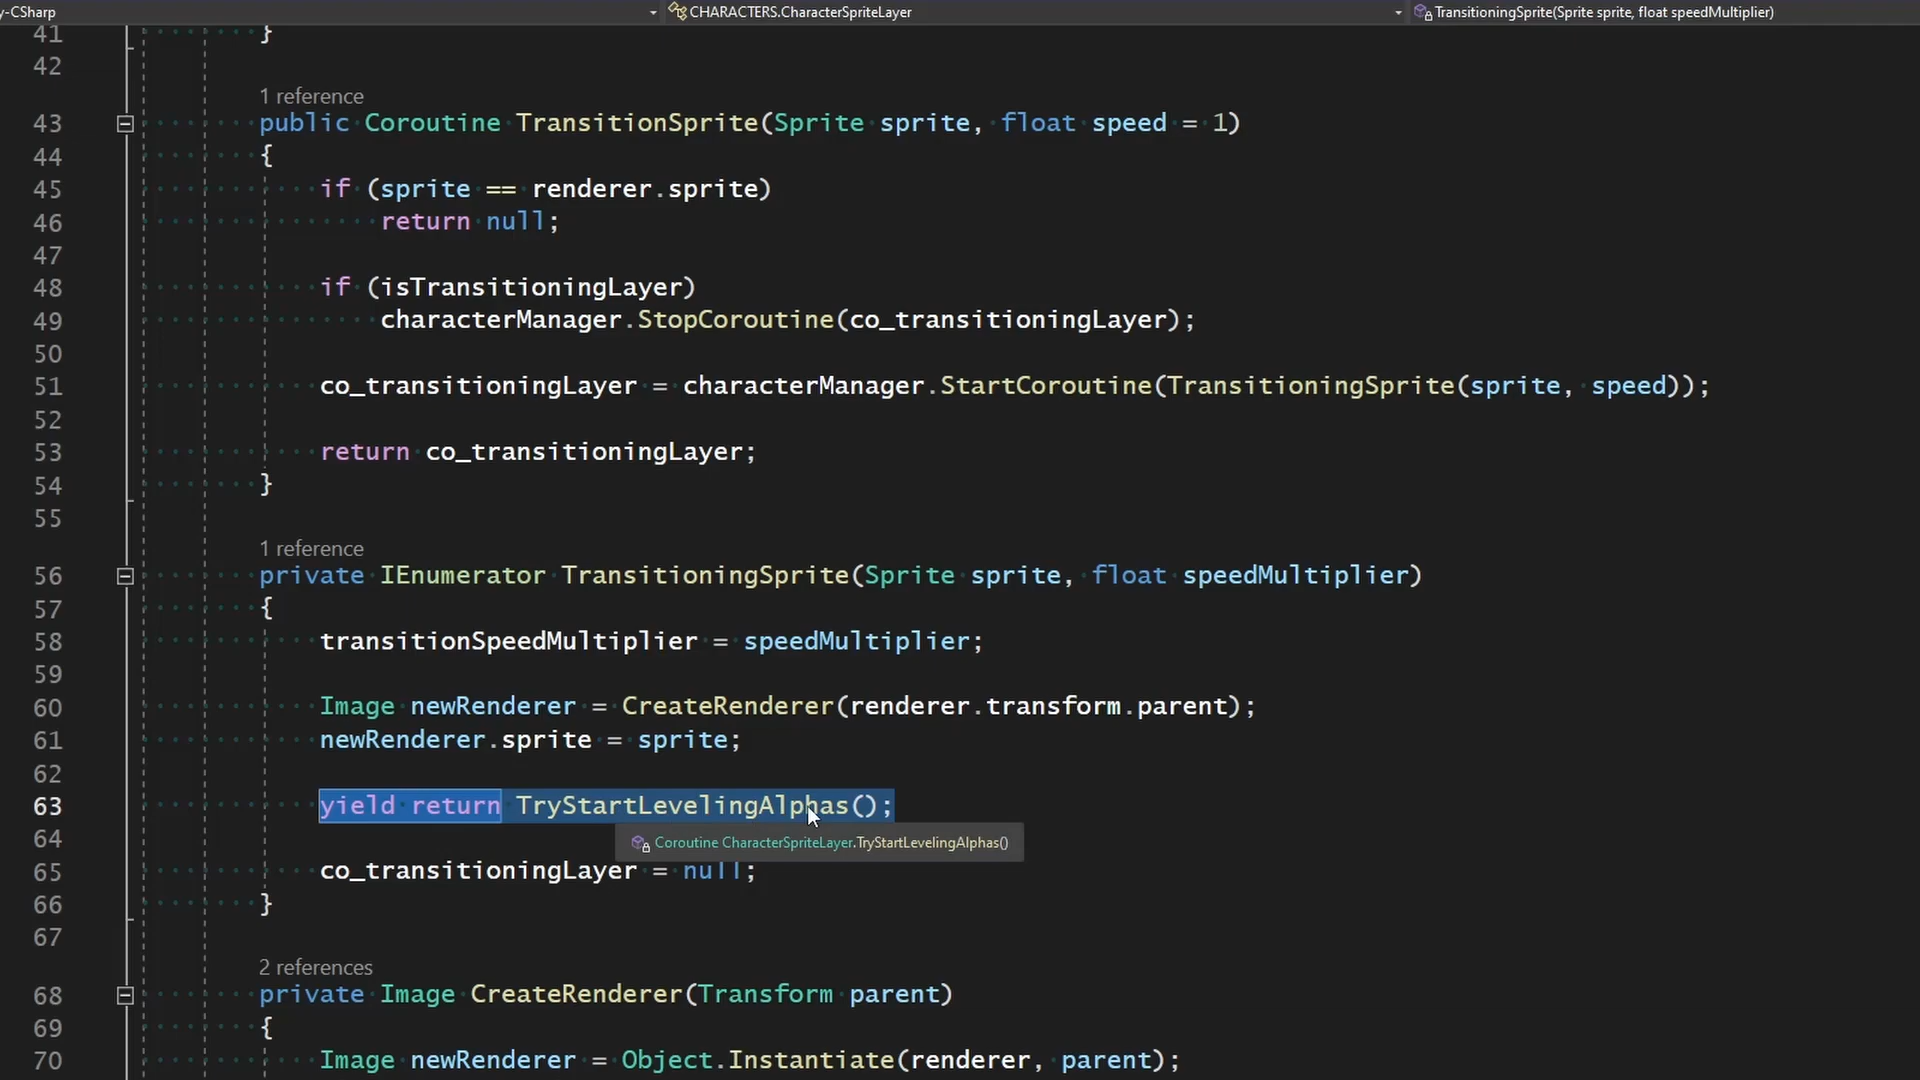 y-CSharp
CHARACTERS.CharacterSpriteLayer
TransitioningSprite(Sprite sprite, float speedMultiplier)
41 }
42
1 reference
43 public Coroutine TransitionSprite(Sprite sprite, float speed = 1)
44 {
45 if (sprite == renderer.sprite)
46 return null;
47
48 if (isTransitioningLayer)
49 characterManager.StopCoroutine(co_transitioningLayer);
50
51 co_transitioningLayer = characterManager.StartCoroutine(TransitioningSprite(sprite, speed));
52
53 return co_transitioningLayer;
54 }
55
1 reference
56 private IEnumerator TransitioningSprite(Sprite sprite, float speedMultiplier)
57 {
58 transitionSpeedMultiplier = speedMultiplier;
59
60 Image newRenderer = CreateRenderer(renderer.transform.parent);
61 newRenderer.sprite = sprite;
62
63 yield return TryStartLevelingAlphas();
64
Coroutine CharacterSpriteLayer.TryStartLevelingAlphas()
65 co_transitioningLayer = null;
66 }
67
2 references
68 private Image CreateRenderer(Transform parent)
69 {
70 Image newRenderer = Object.Instantiate(renderer, parent);